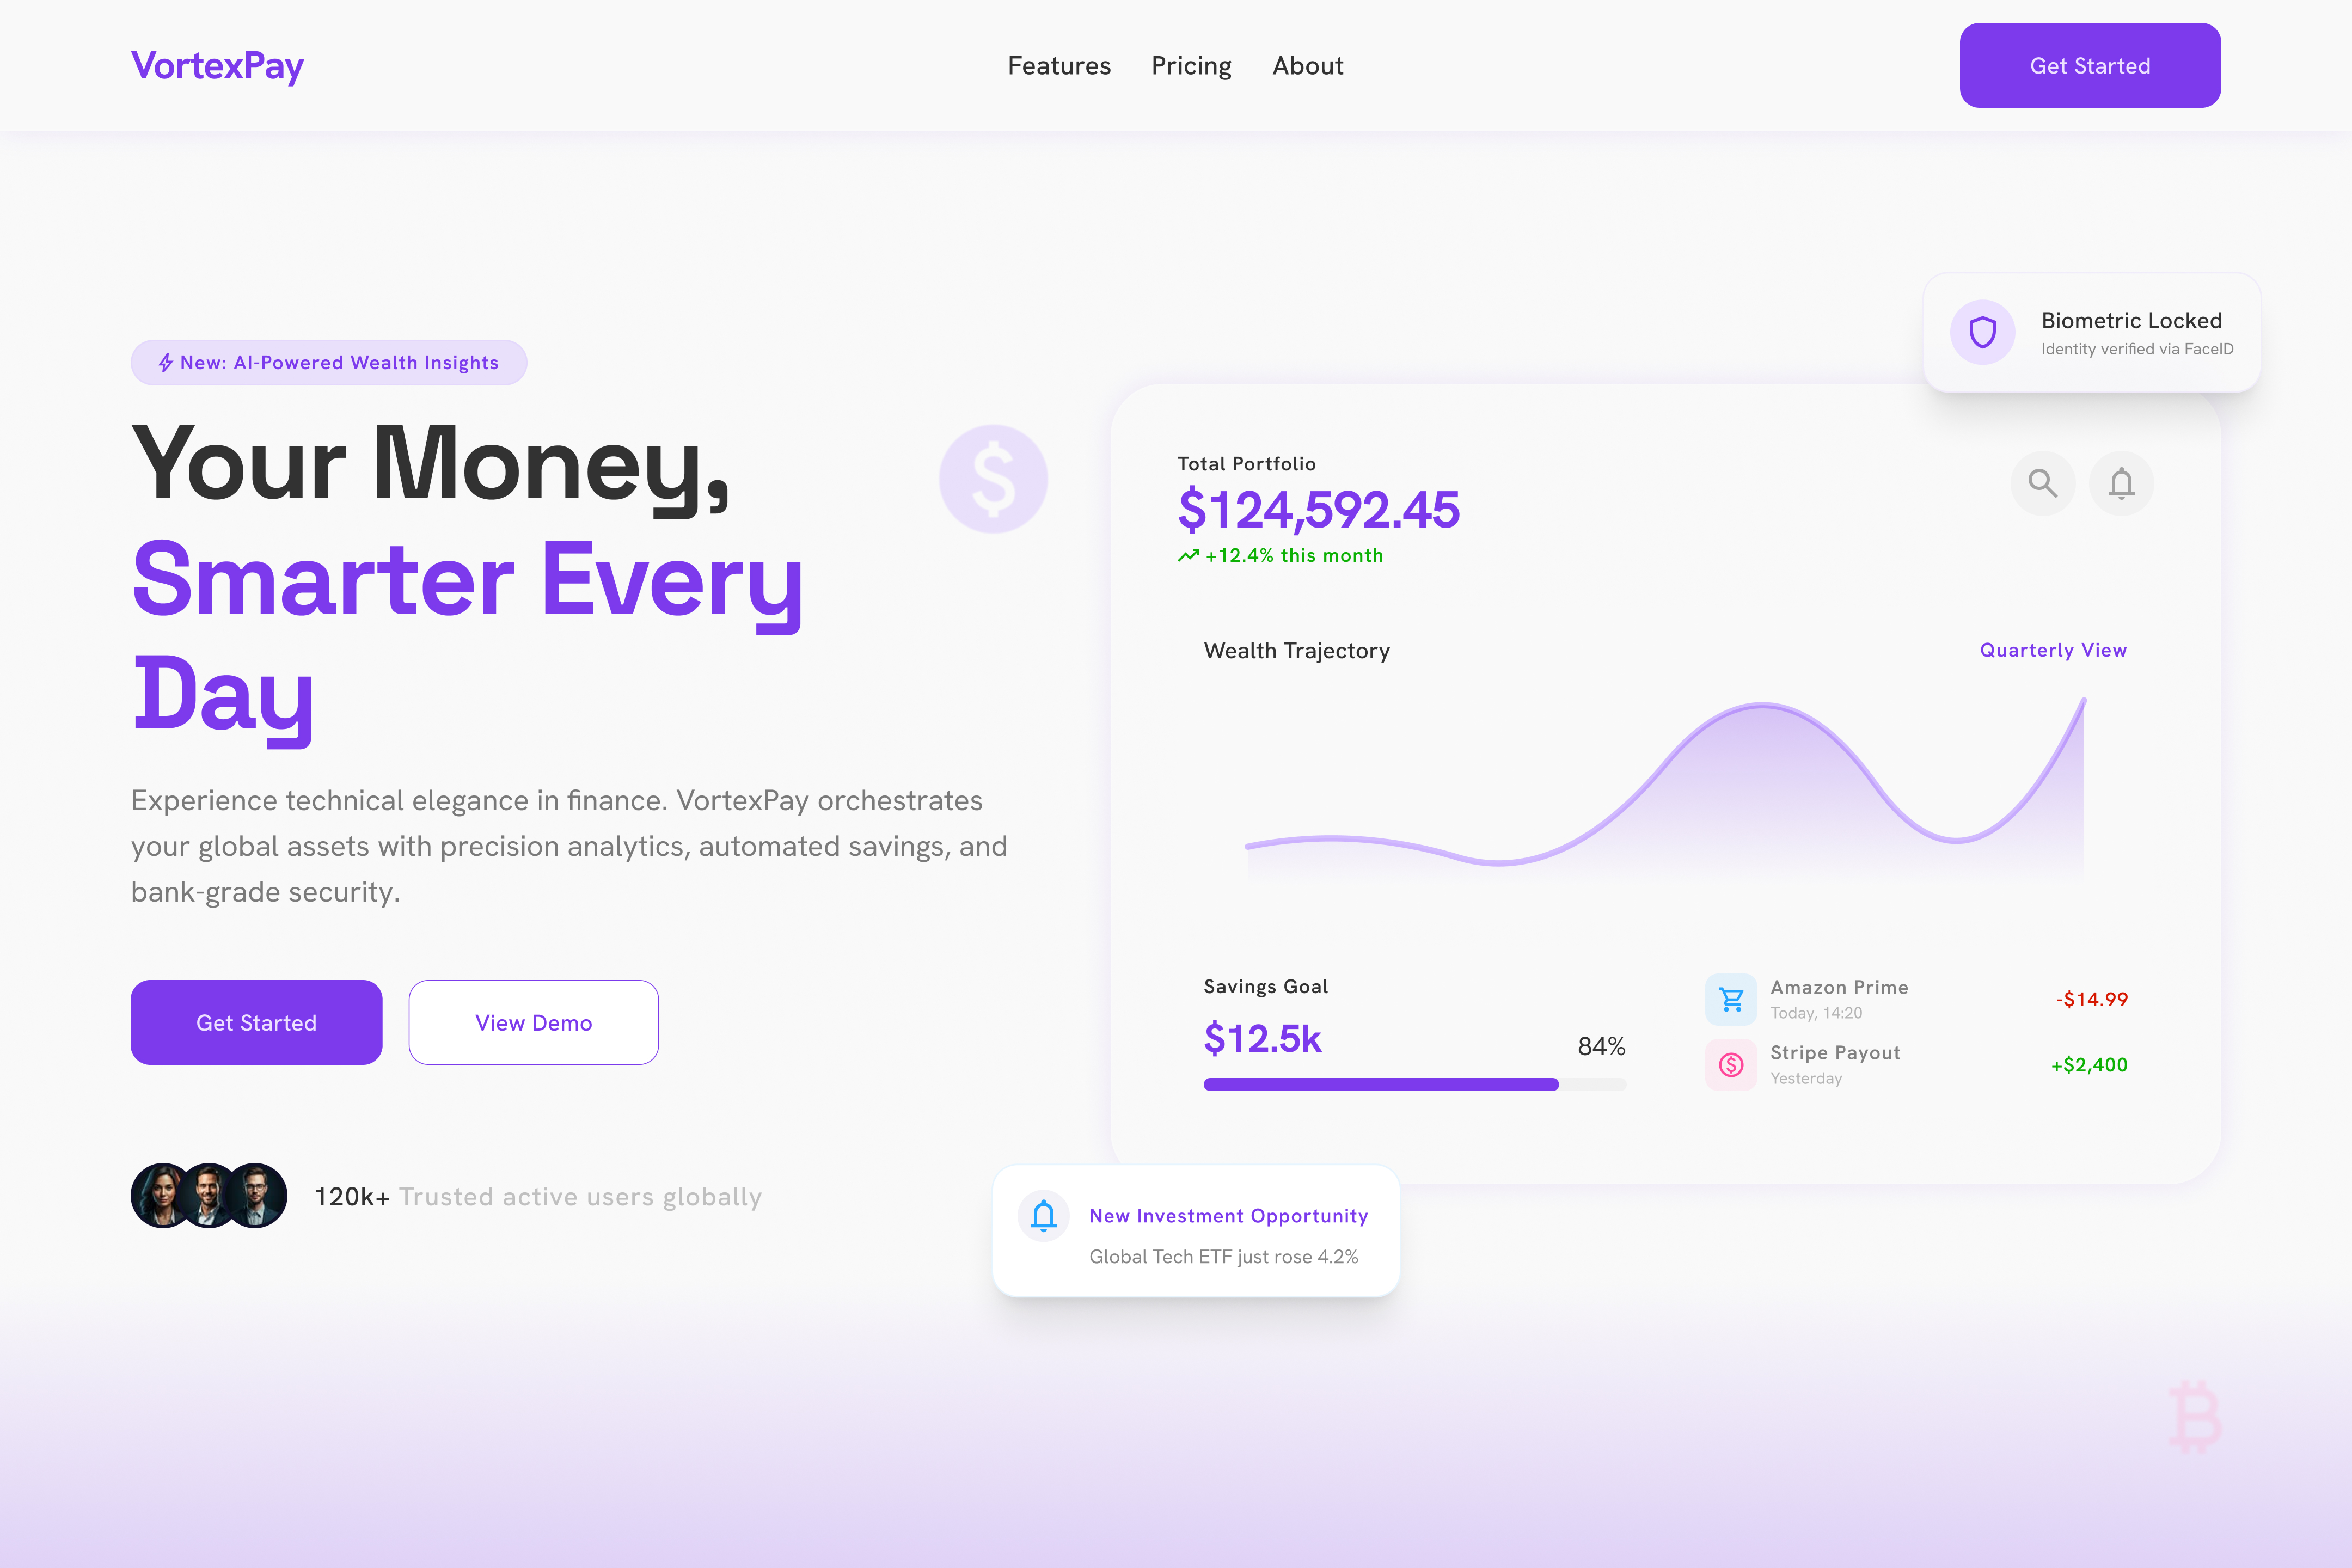 VortexPay
Features
Pricing
About
Get Started
New: AI-Powered Wealth Insights
Your Money,
Smarter Every
Day
Experience technical elegance in finance. VortexPay orchestrates
your global assets with precision analytics, automated savings, and
bank-grade security.
Get Started
View Demo
120k+ Trusted active users globally
Biometric Locked
Identity verified via FaceID
Total Portfolio
$124,592.45
+12.4% this month
Wealth Trajectory
Quarterly View
Savings Goal
$12.5k
84%
Amazon Prime
Today, 14:20
-$14.99
Stripe Payout
Yesterday
+$2,400
New Investment Opportunity
Global Tech ETF just rose 4.2%